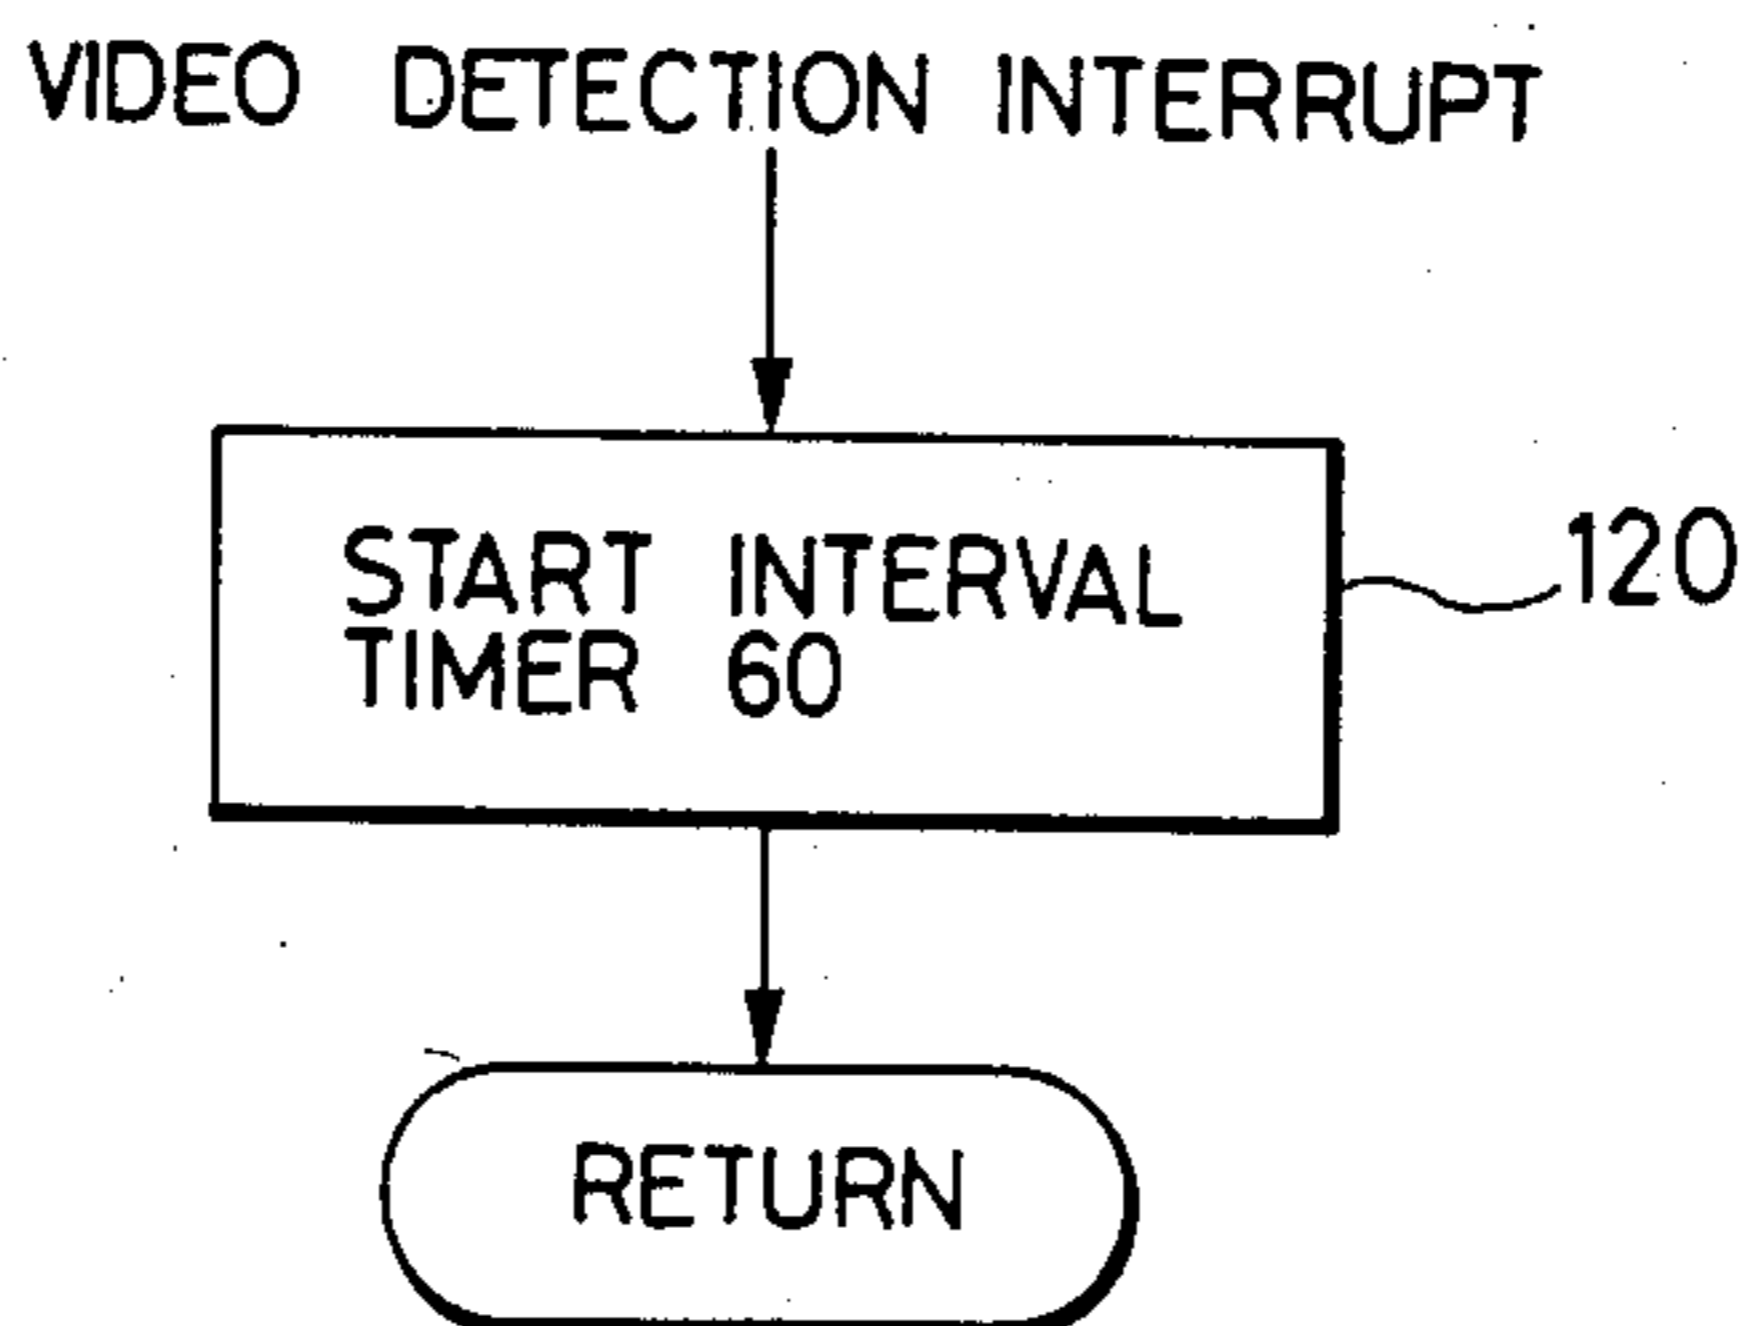 VIDEO DETECTION INTERRUPT
START INTERVAL
TIMER 60
120
RETURN